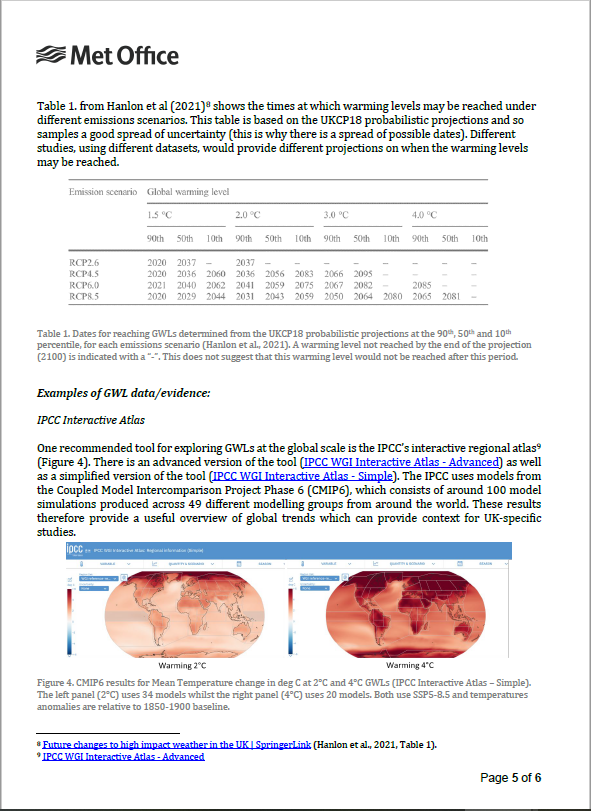 Met Office
Table 1. from Hanlon et al (2021)⁸ shows the times at which warming levels may be reached under
different emissions scenarios. This table is based on the UKCP18 probabilistic projections and so
samples a good spread of uncertainty (this is why there is a spread of possible dates). Different
studies, using different datasets, would provide different projections on when the warming levels
may be reached.
Emission scenario Global warming level
1.5 °C 2.0 °C 3.0 °C 4.0 °C
90th 50th 10th 90th 50th 10th 90th 50th 10th 90th 50th 10th
RCP2.6 2020 2037 – 2037 – – – – – – – –
RCP4.5 2020 2036 2060 2036 2056 2083 2066 2095 – – – –
RCP6.0 2021 2040 2062 2041 2059 2075 2067 2082 – 2085 – –
RCP8.5 2020 2029 2044 2031 2043 2059 2050 2064 2080 2065 2081 –
Table 1. Dates for reaching GWLs determined from the UKCP18 probabilistic projections at the 90th, 50th and 10th
percentile, for each emissions scenario (Hanlon et al., 2021). A warming level not reached by the end of the projection
(2100) is indicated with a "-". This does not suggest that this warming level would not be reached after this period.
Examples of GWL data/evidence:
IPCC Interactive Atlas
One recommended tool for exploring GWLs at the global scale is the IPCC's interactive regional atlas⁹
(Figure 4). There is an advanced version of the tool (IPCC WGI Interactive Atlas - Advanced) as well
as a simplified version of the tool (IPCC WGI Interactive Atlas - Simple). The IPCC uses models from
the Coupled Model Intercomparison Project Phase 6 (CMIP6), which consists of around 100 model
simulations produced across 49 different modelling groups from around the world. These results
therefore provide a useful overview of global trends which can provide context for UK-specific
studies.
ipcc IPCC WGI Interactive Atlas: Regional Information (Simple)
VARIABLE QUANTITY & SCENARIO SEASON VARIABLE QUANTITY & SCENARIO SEASON
Warming 2°C Warming 4°C
Figure 4. CMIP6 results for Mean Temperature change in deg C at 2°C and 4°C GWLs (IPCC Interactive Atlas – Simple).
The left panel (2°C) uses 34 models whilst the right panel (4°C) uses 20 models. Both use SSP5-8.5 and temperatures
anomalies are relative to 1850-1900 baseline.
⁸ Future changes to high impact weather in the UK | SpringerLink (Hanlon et al., 2021, Table 1).
⁹ IPCC WGI Interactive Atlas - Advanced
Page 5 of 6